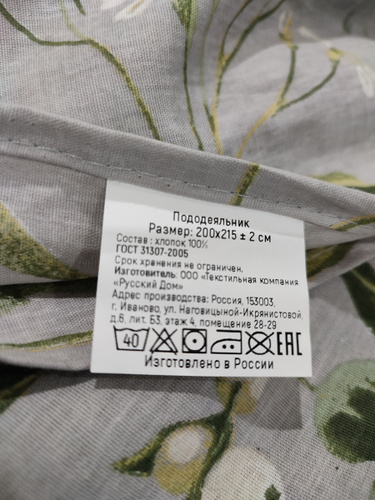 Пододеяльник
Размер: 200х215 ± 2 см
Состав : хлопок 100%
ГОСТ 31307-2005
Срок хранения не ограничен.
Изготовитель: ООО «Текстильная компания
«Русский Дом»
Адрес производства: Россия, 153003,
г. Иваново, ул. Наговицыной-Икрянистовой
д.6, лит. Б3, этаж 4, помещение 28-29
40 EAC
Изготовлено в России